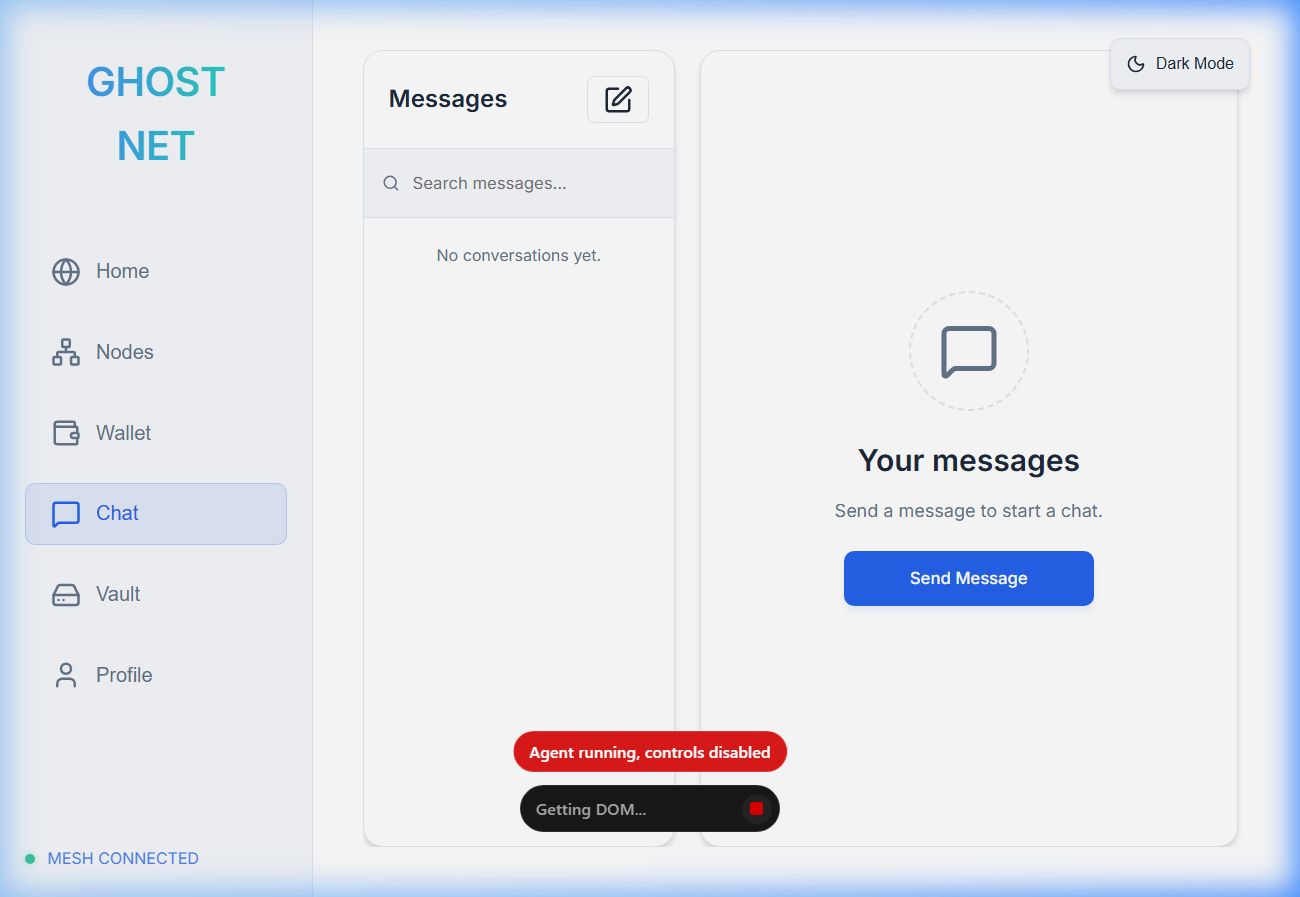 GHOST
NET
Home
Nodes
Wallet
Chat
Vault
Profile
MESH CONNECTED
Messages
Search messages...
No conversations yet.
Dark Mode
Your messages
Send a message to start a chat.
Send Message
Agent running, controls disabled
Getting DOM...